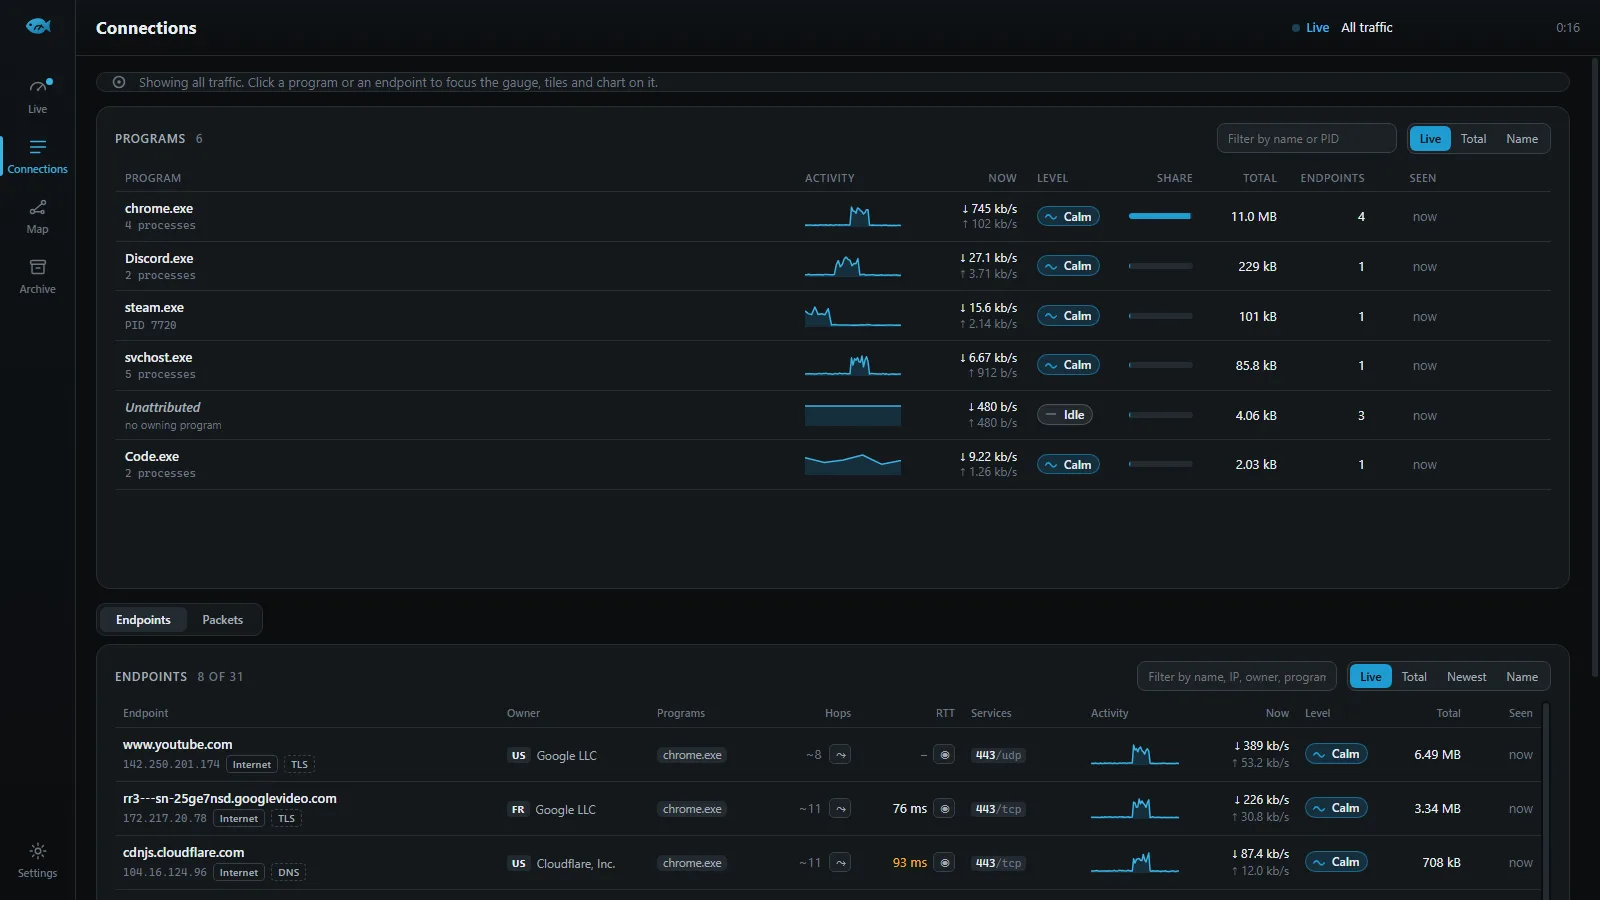 Connections
Live All traffic
0:16
Live
Connections
Map
Archive
Settings
Showing all traffic. Click a program or an endpoint to focus the gauge, tiles and chart on it.
PROGRAMS 6
Filter by name or PID
Live Total Name
PROGRAM ACTIVITY NOW LEVEL SHARE TOTAL ENDPOINTS SEEN
chrome.exe ↓ 745 kb/s Calm 11.0 MB 4 now
4 processes ↑ 102 kb/s
Discord.exe ↓ 27.1 kb/s Calm 229 kB 1 now
2 processes ↑ 3.71 kb/s
steam.exe ↓ 15.6 kb/s Calm 101 kB 1 now
PID 7720 ↑ 2.14 kb/s
svchost.exe ↓ 6.67 kb/s Calm 85.8 kB 1 now
5 processes ↑ 912 b/s
Unattributed ↓ 480 b/s Idle 4.06 kB 3 now
no owning program ↑ 480 b/s
Code.exe ↓ 9.22 kb/s Calm 2.03 kB 1 now
2 processes ↑ 1.26 kb/s
Endpoints Packets
ENDPOINTS 8 OF 31
Filter by name, IP, owner, program
Live Total Newest Name
Endpoint Owner Programs Hops RTT Services Activity Now Level Total Seen
www.youtube.com US Google LLC chrome.exe ~8 – 443/udp ↓ 389 kb/s Calm 6.49 MB now
142.250.201.174 Internet TLS ↑ 53.2 kb/s
rr3---sn-25ge7nsd.googlevideo.com FR Google LLC chrome.exe ~11 76 ms 443/tcp ↓ 226 kb/s Calm 3.34 MB now
172.217.20.78 Internet TLS ↑ 30.8 kb/s
cdnjs.cloudflare.com US Cloudflare, Inc. chrome.exe ~11 93 ms 443/tcp ↓ 87.4 kb/s Calm 708 kB now
104.16.124.96 Internet DNS ↑ 12.0 kb/s